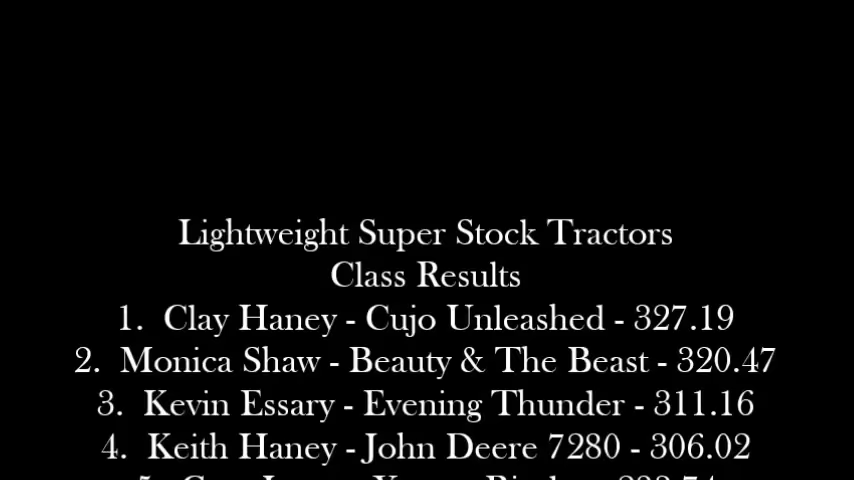 Lightweight Super Stock Tractors
Class Results
1. Clay Haney - Cujo Unleashed - 327.19
2. Monica Shaw - Beauty & The Beast - 320.47
3. Kevin Essary - Evening Thunder - 311.16
4. Keith Haney - John Deere 7280 - 306.02